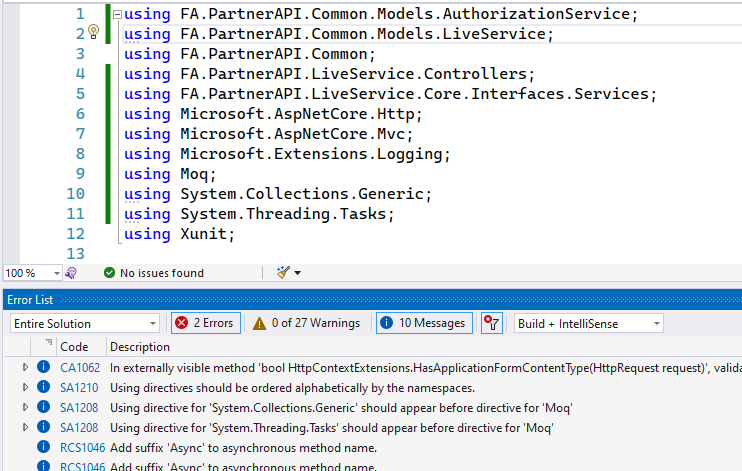 1 using FA.PartnerAPI.Common.Models.AuthorizationService;
2 using FA.PartnerAPI.Common.Models.LiveService;
3 using FA.PartnerAPI.Common;
4 using FA.PartnerAPI.LiveService.Controllers;
5 using FA.PartnerAPI.LiveService.Core.Interfaces.Services;
6 using Microsoft.AspNetCore.Http;
7 using Microsoft.AspNetCore.Mvc;
8 using Microsoft.Extensions.Logging;
9 using Moq;
10 using System.Collections.Generic;
11 using System.Threading.Tasks;
12 using Xunit;
13
100 % No issues found
Error List
Entire Solution 2 Errors 0 of 27 Warnings 10 Messages Build + IntelliSense
Code Description
CA1062 In externally visible method 'bool HttpContextExtensions.HasApplicationFormContentType(HttpRequest request)', valida
SA1210 Using directives should be ordered alphabetically by the namespaces.
SA1208 Using directive for 'System.Collections.Generic' should appear before directive for 'Moq'
SA1208 Using directive for 'System.Threading.Tasks' should appear before directive for 'Moq'
RCS1046 Add suffix 'Async' to asynchronous method name.
RCS1046 Add suffix 'Async' to asynchronous method name.